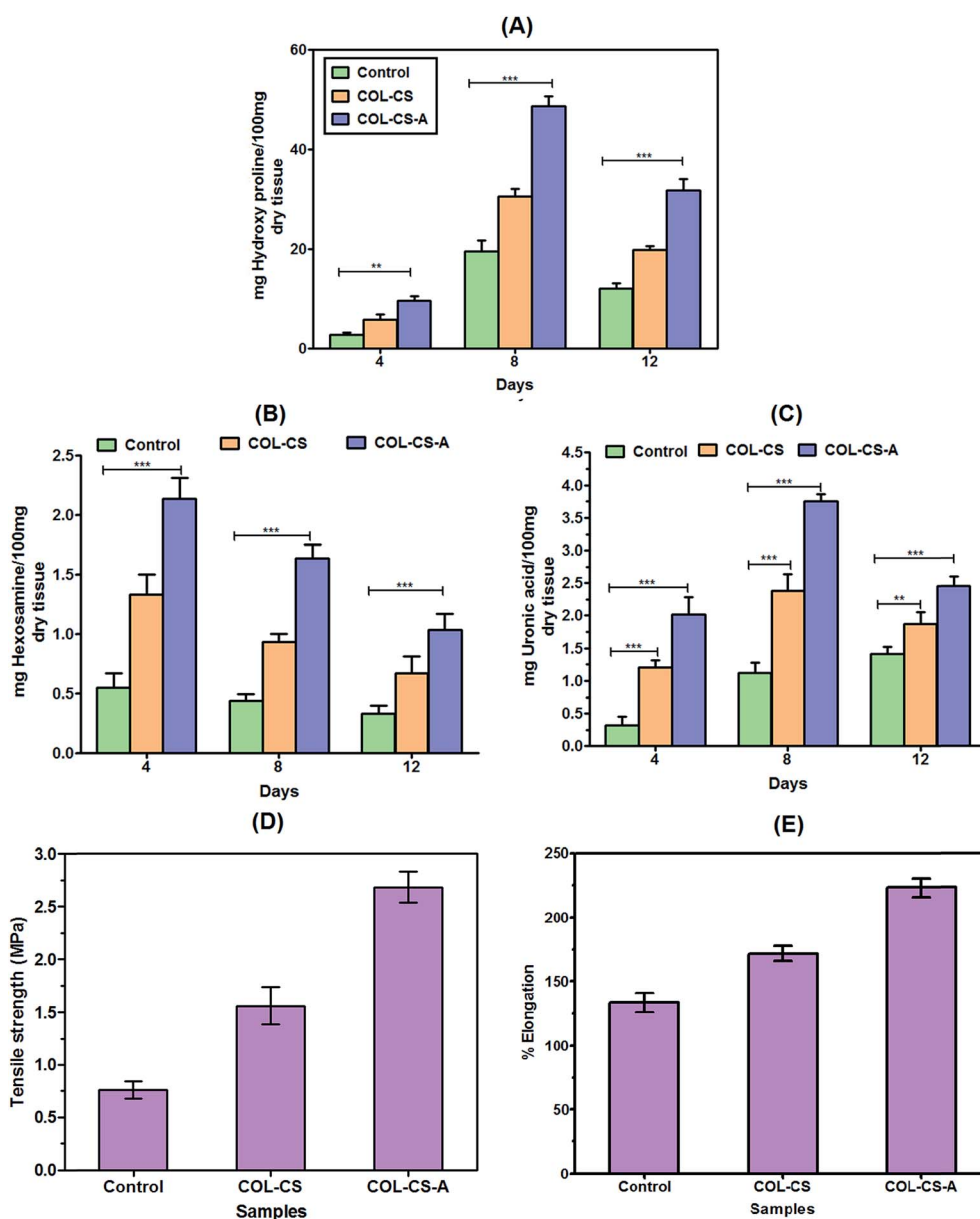 (A)
mg Hydroxy proline/100mg
dry tissue
60
40
20
0
Control
COL-CS
COL-CS-A
**
***
***
4
8
12
Days
(B)
Control
COL-CS
COL-CS-A
mg Hexosamine/100mg
dry tissue
2.5
2.0
1.5
1.0
0.5
0.0
***
***
***
4
8
12
Days
(C)
Control
COL-CS
COL-CS-A
mg Uronic acid/100mg
dry tissue
4.5
4.0
3.5
3.0
2.5
2.0
1.5
1.0
0.5
0.0
***
***
***
***
***
**
4
8
12
Days
(D)
Tensile strength (MPa)
3.0
2.5
2.0
1.5
1.0
0.5
0.0
Control
COL-CS
COL-CS-A
Samples
(E)
% Elongation
250
200
150
100
50
0
Control
COL-CS
COL-CS-A
Samples